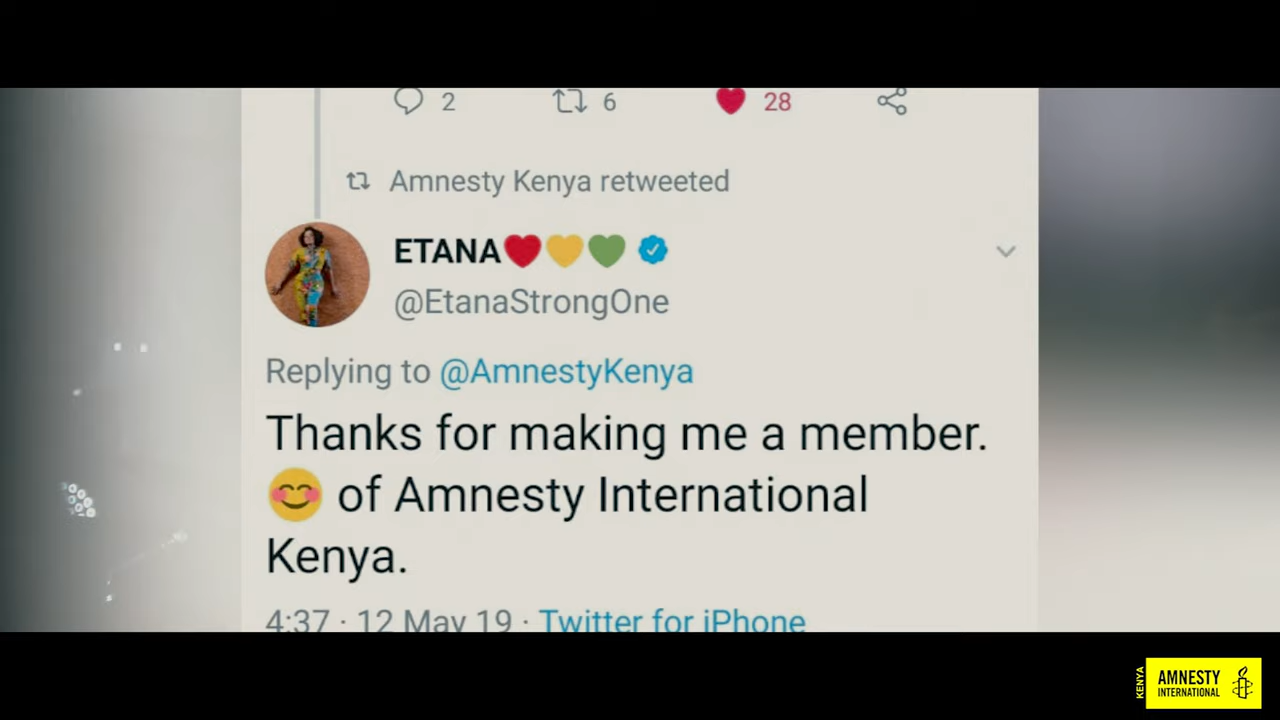 2 6 28
Amnesty Kenya retweeted
ETANA❤️💛💚
@EtanaStrongOne
Replying to @AmnestyKenya
Thanks for making me a member.
😊 of Amnesty International
Kenya.
4:37 · 12 May 19 · Twitter for iPhone
KENYA
AMNESTY
INTERNATIONAL